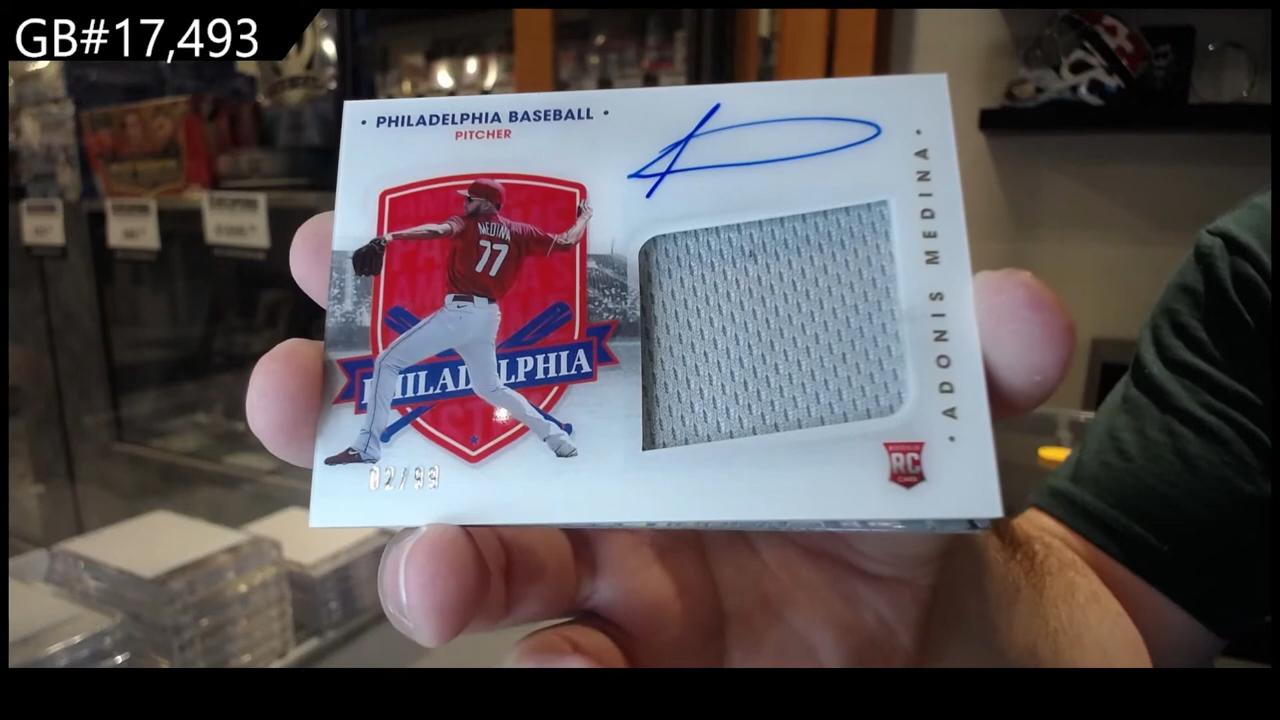 GB#17,493
• PHILADELPHIA BASEBALL •
PITCHER
MEDINA
77
PHILADELPHIA
02/99
• ADONIS MEDINA •
RC